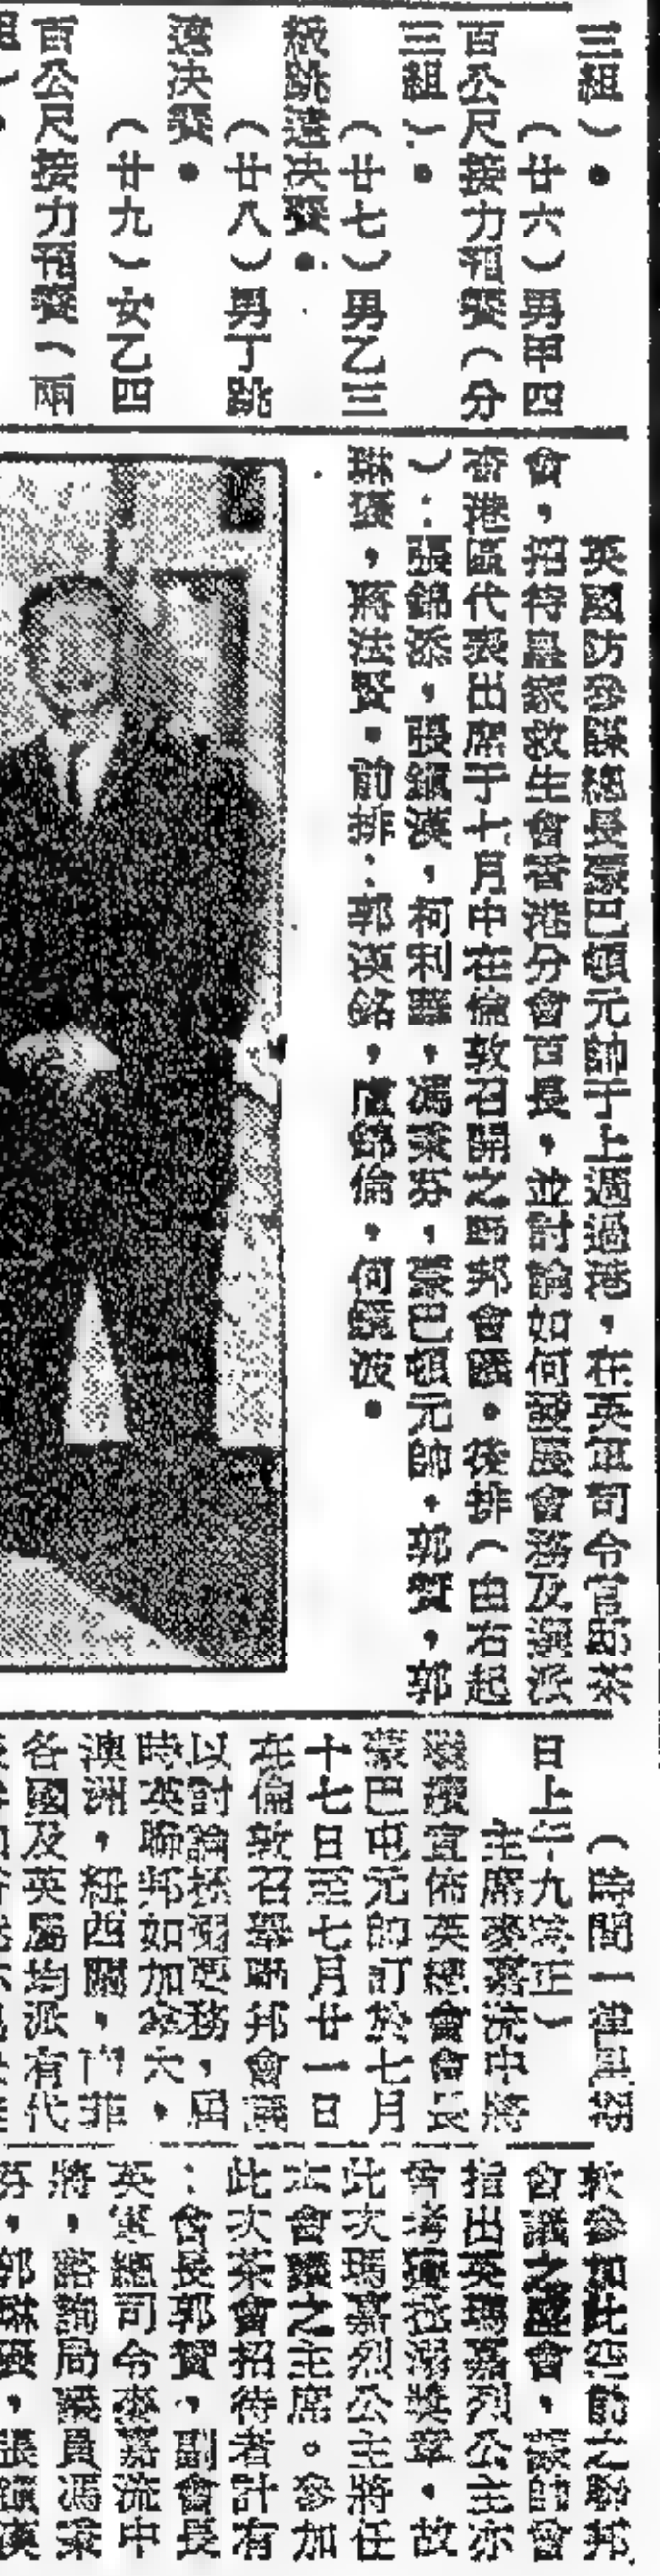 三組)。
(廿六)男甲四
百公尺接力預賽(分
三組)。
(廿七)男乙三
級跳遠決賽。
(廿八)男丁跳
遠決賽。
(廿九)女乙四
百公尺接力預賽(兩
組)。
英國防參謀總長蒙巴頓元帥于上週過港,在英軍司令官邸茶
會,招待皇家救生會香港分會首長,並討論如何發展會務及選派
香港區代表出席于七月中在倫敦召開之聯邦會議。後排(由右起
):張錦添,張鎮漢,柯利華,馮秉芬,蒙巴頓元帥,郭贊,郭
琳褒,蔣法賢。前排:郭漢銘,,何
(時間一律星期
日上午九時正)
主席麥嘉流中將
繼續宣佈英總會會長
蒙巴屯元帥訂於七月
十七日至七月廿一日
在倫敦召舉聯邦會議
以討論拯溺更務,屆
時英聯邦如加拿大,
澳洲,紐西蘭,菲
各國及英屬均派有代
敦參加此空前之聯邦
會議之盛會,蒙帥會
指出英瑪嘉烈公主亦
曾考獲拯溺獎章,故
此次瑪嘉烈公主將任
大會議之主席。參加
此次茶會招待者計有
:會長郭贊,副會長
英軍總司令麥嘉流中
將,諮詢局議員馮秉
芬,郭琳褒,張鎮漢